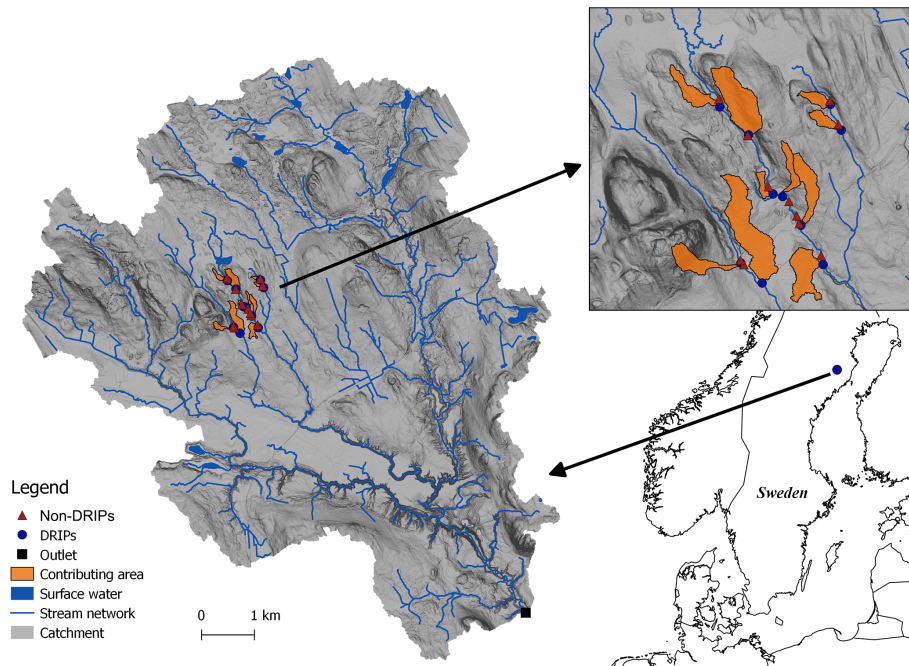 Sweden
Legend
Non-DRIPs
DRIPs
Outlet
Contributing area
Surface water
Stream network
Catchment
0 1 km